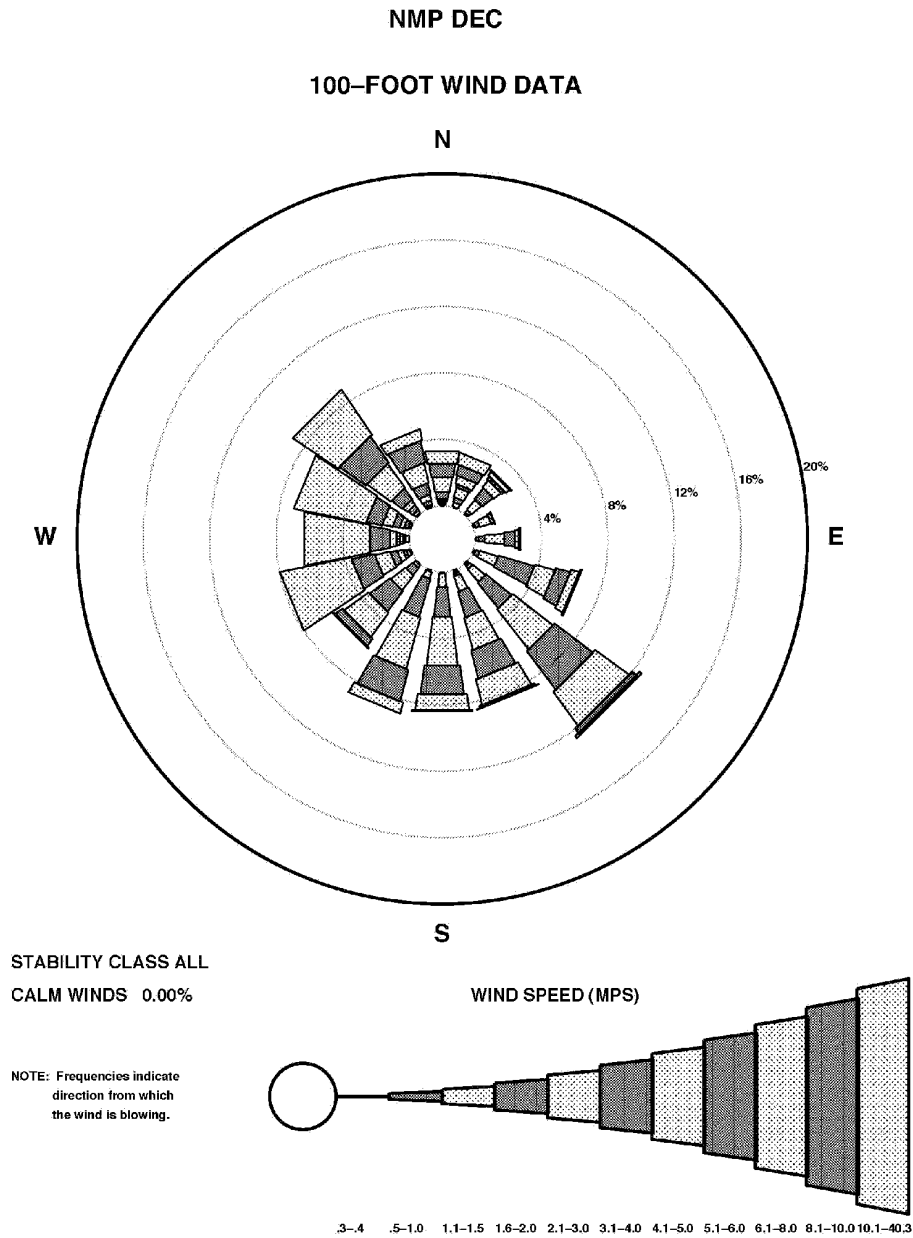 NMP DEC
100–FOOT WIND DATA
N
20%
16%
12%
8%
4%
W
E
S
STABILITY CLASS ALL
CALM WINDS 0.00%
WIND SPEED (MPS)
NOTE: Frequencies indicate
direction from which
the wind is blowing.
.3–.4 .5–1.0 1.1–1.5 1.6–2.0 2.1–3.0 3.1–4.0 4.1–5.0 5.1–6.0 6.1–8.0 8.1–10.0 10.1–40.3